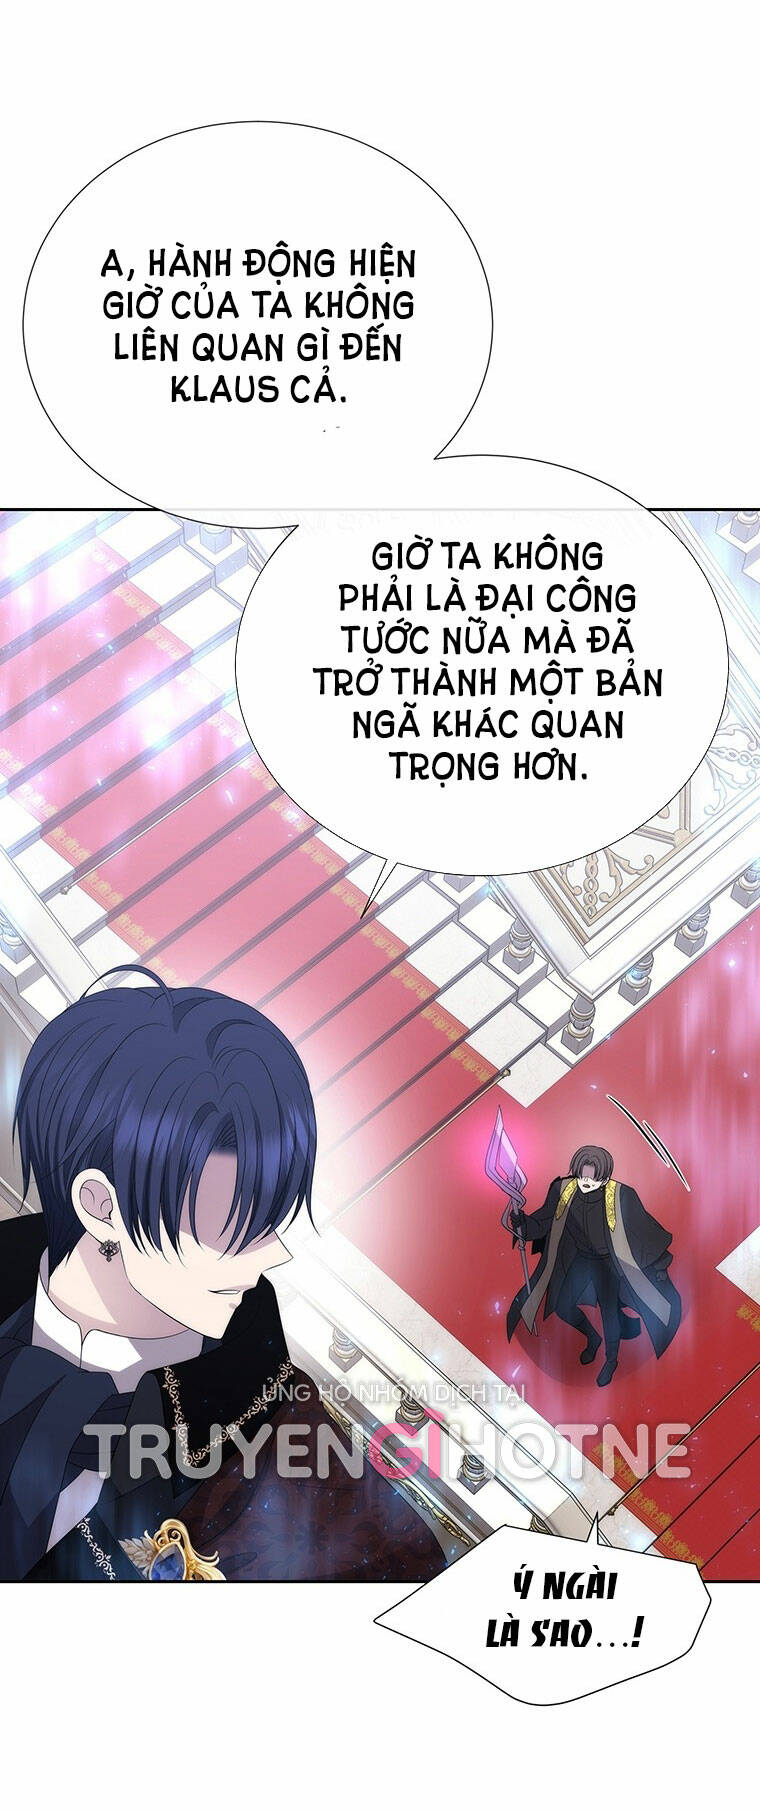 A, HÀNH ĐỘNG HIỆN
GIỜ CỦA TA KHÔNG
LIÊN QUAN GÌ ĐẾN
KLAUS CẢ.
GIỜ TA KHÔNG
PHẢI LÀ ĐẠI CÔNG
TƯỚC NỮA MÀ ĐÃ
TRỞ THÀNH MỘT BẢN
NGÃ KHÁC QUAN
TRỌNG HƠN.
ỦNG HỘ NHÓM DỊCH TẠI
TRUYENGIHOTNE
Ý NGÀI
LÀ SAO...!